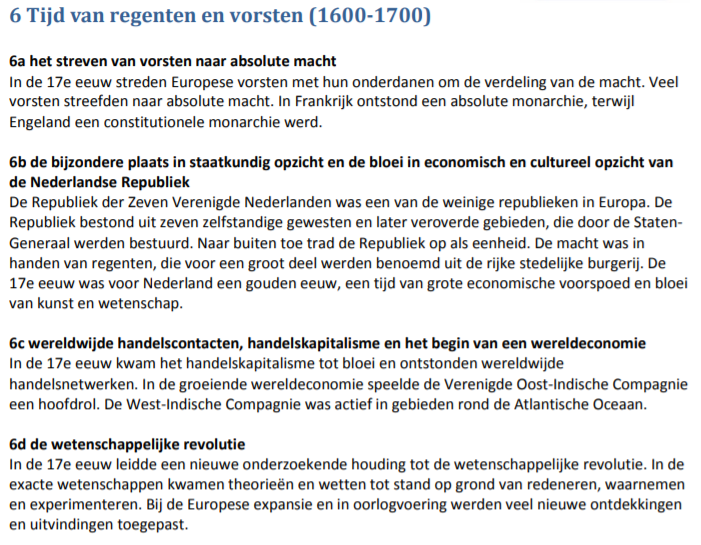 6 Tijd van regenten en vorsten (1600-1700)
6a het streven van vorsten naar absolute macht
In de 17e eeuw streden Europese vorsten met hun onderdanen om de verdeling van de macht. Veel
vorsten streefden naar absolute macht. In Frankrijk ontstond een absolute monarchie, terwijl
Engeland een constitutionele monarchie werd.
6b de bijzondere plaats in staatkundig opzicht en de bloei in economisch en cultureel opzicht van
de Nederlandse Republiek
De Republiek der Zeven Verenigde Nederlanden was een van de weinige republieken in Europa. De
Republiek bestond uit zeven zelfstandige gewesten en later veroverde gebieden, die door de Staten-
Generaal werden bestuurd. Naar buiten toe trad de Republiek op als eenheid. De macht was in
handen van regenten, die voor een groot deel werden benoemd uit de rijke stedelijke burgerij. De
17e eeuw was voor Nederland een gouden eeuw, een tijd van grote economische voorspoed en bloei
van kunst en wetenschap.
6c wereldwijde handelscontacten, handelskapitalisme en het begin van een wereldeconomie
In de 17e eeuw kwam het handelskapitalisme tot bloei en ontstonden wereldwijde
handelsnetwerken. In de groeiende wereldeconomie speelde de Verenigde Oost-Indische Compagnie
een hoofdrol. De West-Indische Compagnie was actief in gebieden rond de Atlantische Oceaan.
6d de wetenschappelijke revolutie
In de 17e eeuw leidde een nieuwe onderzoekende houding tot de wetenschappelijke revolutie. In de
exacte wetenschappen kwamen theorieën en wetten tot stand op grond van redeneren, waarnemen
en experimenteren. Bij de Europese expansie en in oorlogvoering werden veel nieuwe ontdekkingen
en uitvindingen toegepast.